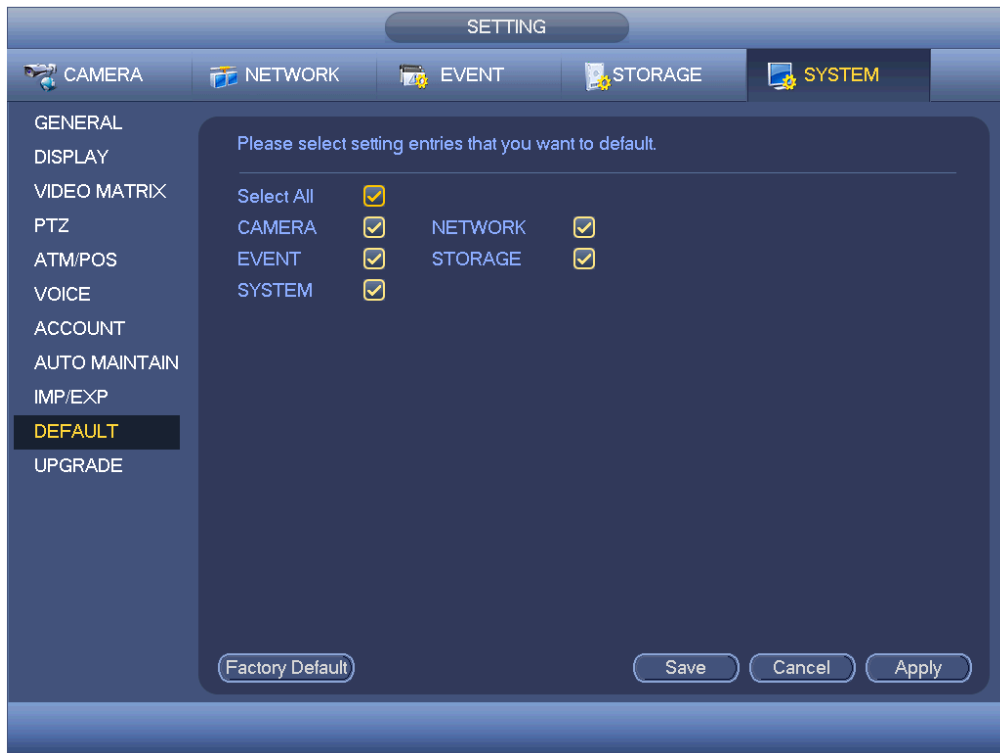 SETTING
CAMERA NETWORK EVENT STORAGE SYSTEM
GENERAL
DISPLAY
VIDEO MATRIX
PTZ
ATM/POS
VOICE
ACCOUNT
AUTO MAINTAIN
IMP/EXP
DEFAULT
UPGRADE
Please select setting entries that you want to default.
Select All
CAMERA NETWORK
EVENT STORAGE
SYSTEM
Factory Default Save Cancel Apply